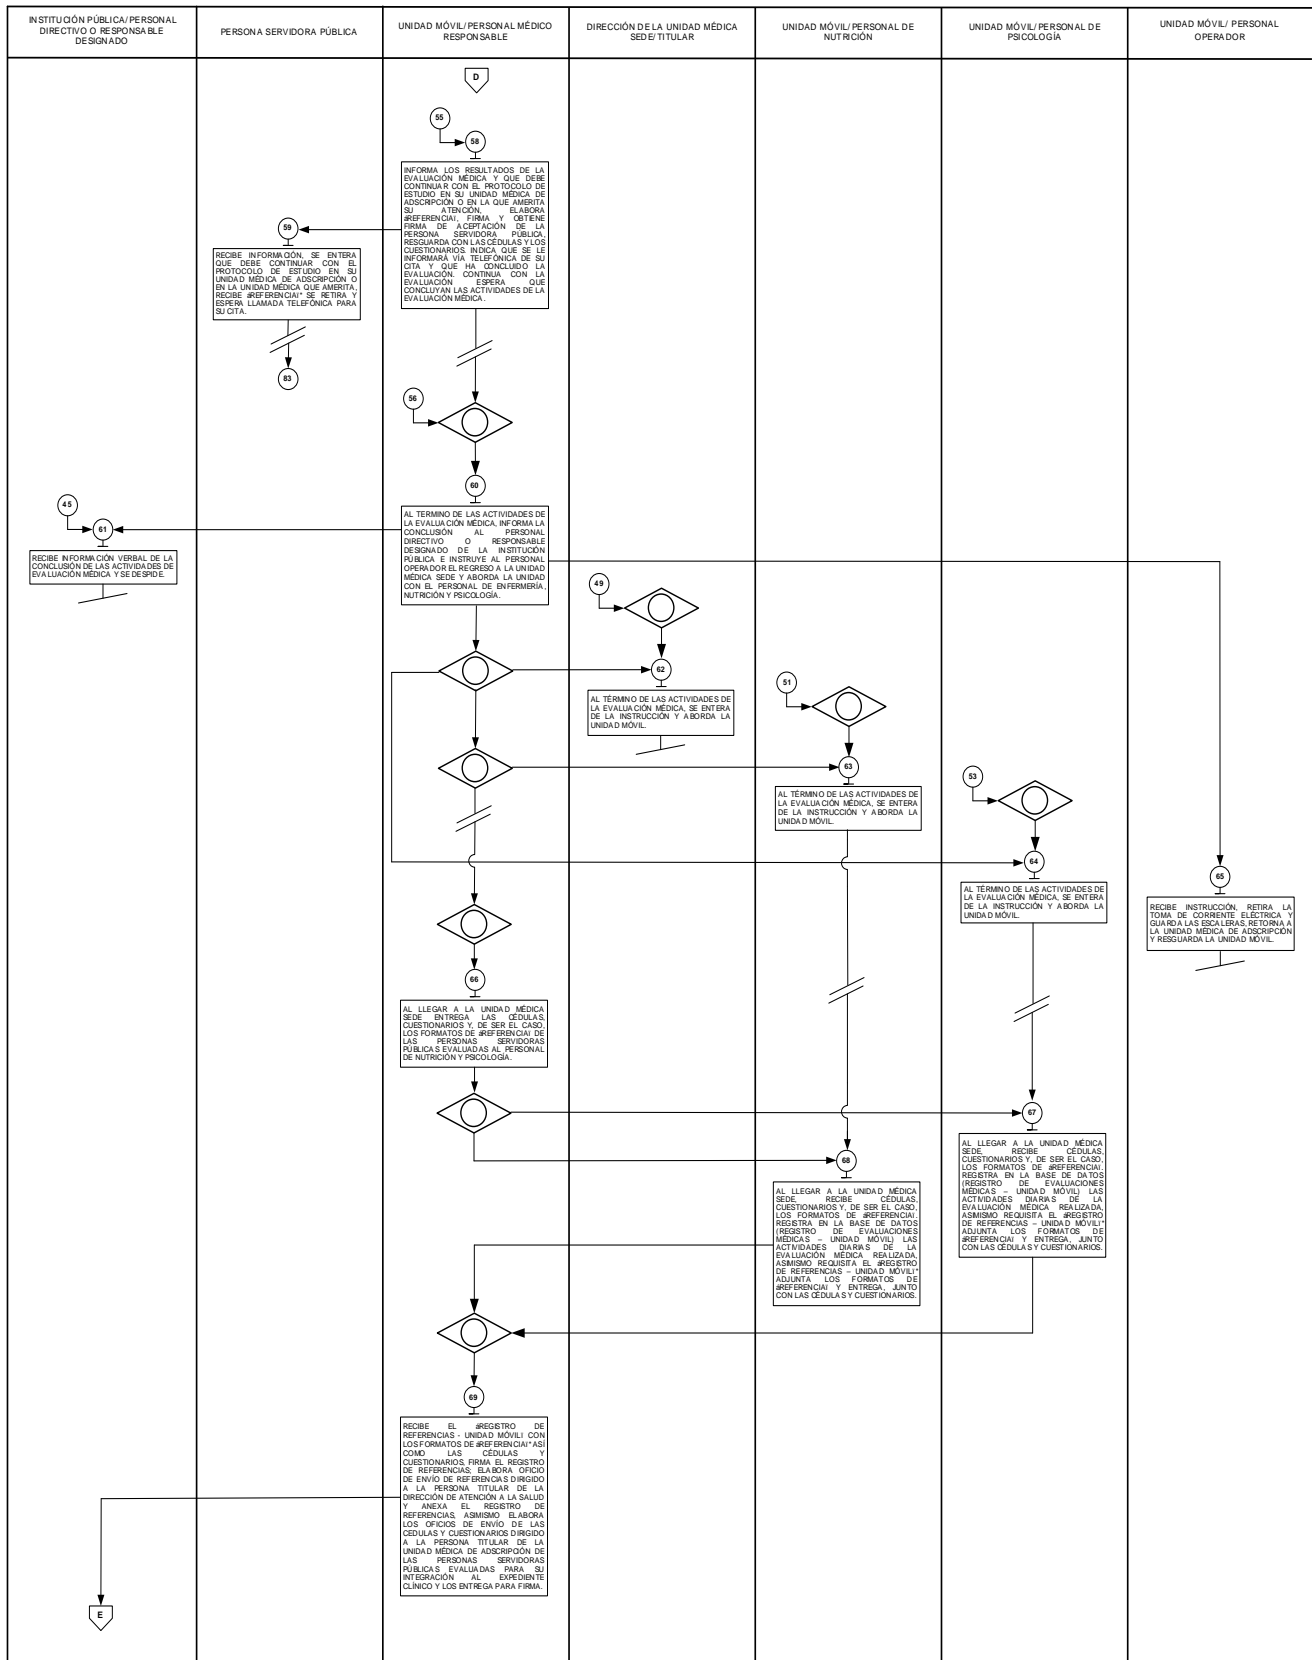 INSTITUCIÓN PÚBLICA/ PERSONAL
DIRECTIVO O RESPONSABLE
DESIGNADO
PERSONA SERVIDORA PÚBLICA
UNIDAD MÓVIL/ PERSONAL MÉDICO
RESPONSABLE
DIRECCIÓN DE LA UNIDAD MÉDICA
SEDE/ TITULAR
UNIDAD MÓVIL/ PERSONAL DE
NUTRICIÓN
UNIDAD MÓVIL/ PERSONAL DE
PSICOLOGÍA
UNIDAD MÓVIL/ PERSONAL
OPERADOR
D
55
58
INFORMA LOS RESULTADOS DE LA
EVALUACIÓN MÉDICA Y QUE DEBE
CONTINUAR CON EL PROTOCOLO DE
ESTUDIO EN SU UNIDAD MÉDICA DE
ADSCRIPCIÓN O EN LA QUE AMERITA
SU ATENCIÓN, ELABORA
áREFERENCIAI, FIRMA Y OBTIENE
FIRMA DE ACEPTACIÓN DE LA
PERSONA SERVIDORA PÚBLICA,
RESGUARDA CON LAS CÉDULAS Y LOS
CUESTIONARIOS. INDICA QUE SE LE
INFORMARÁ VÍA TELEFÓNICA DE SU
CITA Y QUE HA CONCLUIDO LA
EVALUACIÓN. CONTINUA CON LA
EVALUACIÓN ESPERA QUE
CONCLUYAN LAS ACTIVIDADES DE LA
EVALUACIÓN MÉDICA.
59
RECIBE INFORMACIÓN, SE ENTERA
QUE DEBE CONTINUAR CON EL
PROTOCOLO DE ESTUDIO EN SU
UNIDAD MÉDICA DE ADSCRIPCIÓN O
EN LA UNIDAD MÉDICA QUE AMERITA,
RECIBE áREFERENCIAI" SE RETIRA Y
ESPERA LLAMADA TELEFÓNICA PARA
SU CITA.
83
56
60
AL TERMINO DE LAS ACTIVIDADES DE
LA EVALUACIÓN MÉDICA, INFORMA LA
CONCLUSIÓN AL PERSONAL
DIRECTIVO O RESPONSABLE
DESIGNADO DE LA INSTITUCIÓN
PÚBLICA E INSTRUYE AL PERSONAL
OPERADOR EL REGRESO A LA UNIDAD
MÉDICA SEDE Y ABORDA LA UNIDAD
CON EL PERSONAL DE ENFERMERÍA,
NUTRICIÓN Y PSICOLOGÍA.
45
61
RECIBE INFORMACIÓN VERBAL DE LA
CONCLUSIÓN DE LAS ACTIVIDADES DE
EVALUACIÓN MÉDICA Y SE DESPIDE.
49
62
AL TÉRMINO DE LAS ACTIVIDADES DE
LA EVALUACIÓN MÉDICA, SE ENTERA
DE LA INSTRUCCIÓN Y ABORDA LA
UNIDAD MÓVIL.
51
63
AL TÉRMINO DE LAS ACTIVIDADES DE
LA EVALUACIÓN MÉDICA, SE ENTERA
DE LA INSTRUCCIÓN Y ABORDA LA
UNIDAD MÓVIL.
53
64
AL TÉRMINO DE LAS ACTIVIDADES DE
LA EVALUACIÓN MÉDICA, SE ENTERA
DE LA INSTRUCCIÓN Y ABORDA LA
UNIDAD MÓVIL.
65
RECIBE INSTRUCCIÓN, RETIRA LA
TOMA DE CORRIENTE ELÉCTRICA Y
GUARDA LAS ESCALERAS, RETORNA A
LA UNIDAD MÉDICA DE ADSCRIPCIÓN
Y RESGUARDA LA UNIDAD MÓVIL.
66
AL LLEGAR A LA UNIDAD MÉDICA
SEDE ENTREGA LAS CÉDULAS,
CUESTIONARIOS Y, DE SER EL CASO,
LOS FORMATOS DE áREFERENCIAI DE
LAS PERSONAS SERVIDORAS
PÚBLICAS EVALUADAS AL PERSONAL
DE NUTRICIÓN Y PSICOLOGÍA.
67
AL LLEGAR A LA UNIDAD MÉDICA
SEDE, RECIBE CÉDULAS,
CUESTIONARIOS Y, DE SER EL CASO,
LOS FORMATOS DE áREFERENCIAI.
REGISTRA EN LA BASE DE DATOS
(REGISTRO DE EVALUACIONES
MÉDICAS – UNIDAD MÓVIL) LAS
ACTIVIDADES DIARIAS DE LA
EVALUACIÓN MÉDICA REALIZADA,
ASIMISMO REQUISITA EL áREGISTRO
DE REFERENCIAS – UNIDAD MÓVILI"
ADJUNTA LOS FORMATOS DE
áREFERENCIAI Y ENTREGA, JUNTO
CON LAS CÉDULAS Y CUESTIONARIOS.
68
AL LLEGAR A LA UNIDAD MÉDICA
SEDE, RECIBE CÉDULAS,
CUESTIONARIOS Y, DE SER EL CASO,
LOS FORMATOS DE áREFERENCIAI.
REGISTRA EN LA BASE DE DATOS
(REGISTRO DE EVALUACIONES
MÉDICAS – UNIDAD MÓVIL) LAS
ACTIVIDADES DIARIAS DE LA
EVALUACIÓN MÉDICA REALIZADA,
ASIMISMO REQUISITA EL áREGISTRO
DE REFERENCIAS – UNIDAD MÓVILI"
ADJUNTA LOS FORMATOS DE
áREFERENCIAI Y ENTREGA, JUNTO
CON LAS CÉDULAS Y CUESTIONARIOS.
69
RECIBE EL áREGISTRO DE
REFERENCIAS - UNIDAD MÓVILI CON
LOS FORMATOS DE áREFERENCIAI" ASÍ
COMO LAS CÉDULAS Y
CUESTIONARIOS, FIRMA EL REGISTRO
DE REFERENCIAS; ELABORA OFICIO
DE ENVÍO DE REFERENCIAS DIRIGIDO
A LA PERSONA TITULAR DE LA
DIRECCIÓN DE ATENCIÓN A LA SALUD
Y ANEXA EL REGISTRO DE
REFERENCIAS, ASIMISMO ELABORA
LOS OFICIOS DE ENVÍO DE LAS
CEDULAS Y CUESTIONARIOS DIRIGIDO
A LA PERSONA TITULAR DE LA
UNIDAD MÉDICA DE ADSCRIPCIÓN DE
LAS PERSONAS SERVIDORAS
PÚBLICAS EVALUADAS PARA SU
INTEGRACIÓN AL EXPEDIENTE
CLÍNICO Y LOS ENTREGA PARA FIRMA.
E